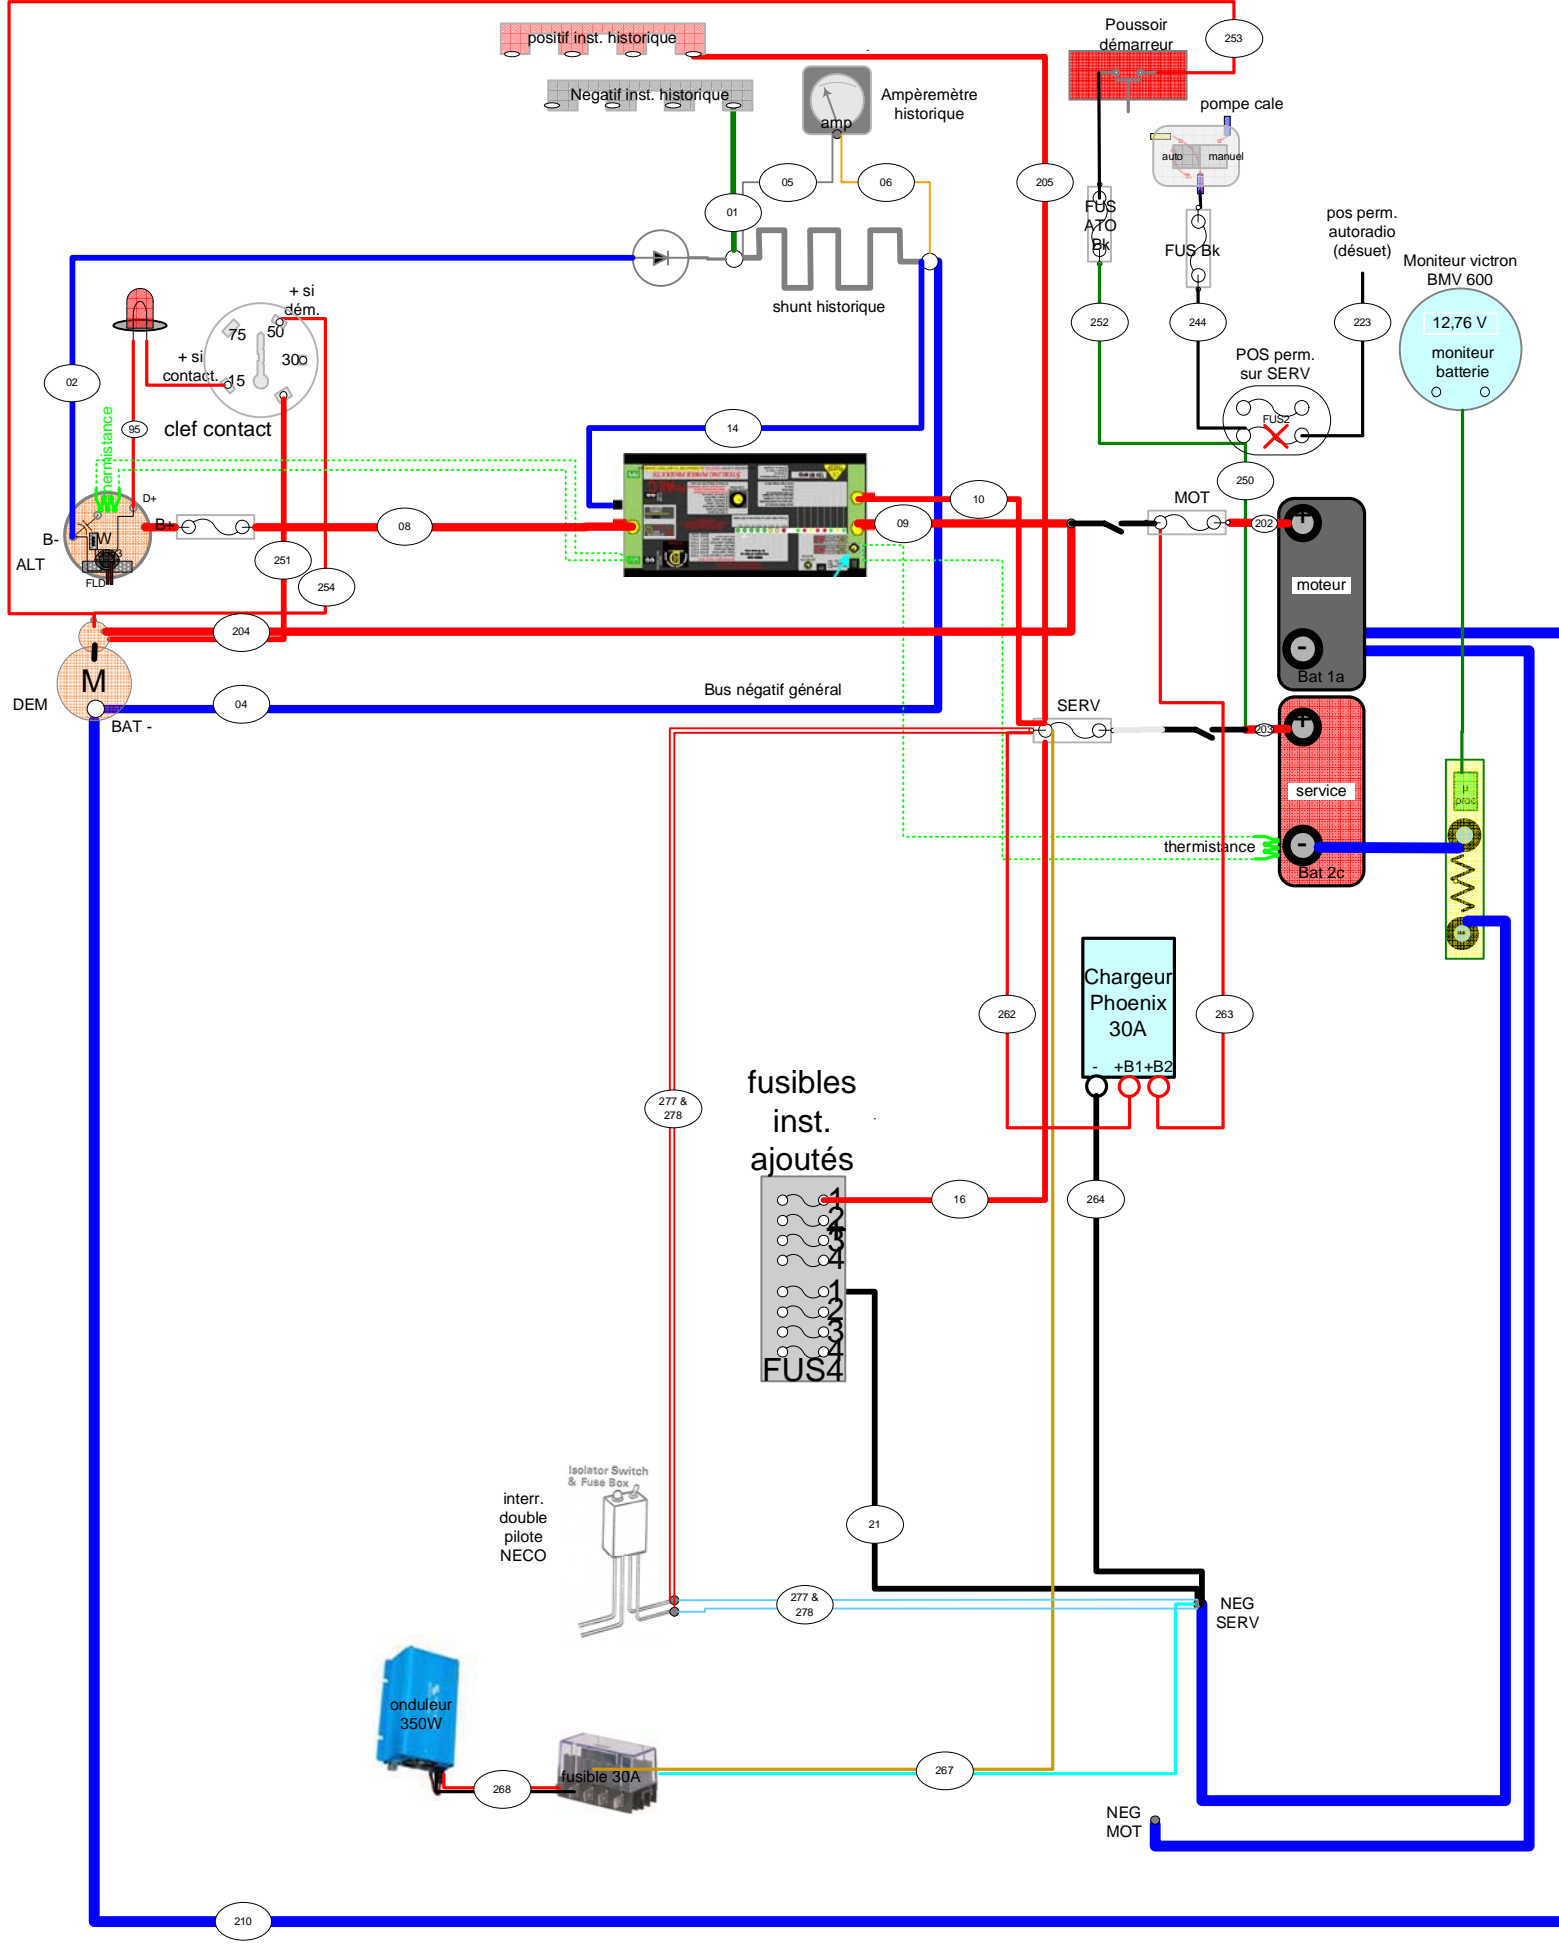 253
Poussoir
démarreur
positif inst. historique
Negatif inst. historique
amp
Ampèremètre
historique
pompe cale
auto
manuel
05
06
205
01
FUS
ATO
Bk
FUS Bk
pos perm.
autoradio
(désuet)
Moniteur victron
BMV 600
12,76 V
moniteur
batterie
shunt historique
252
244
223
POS perm.
sur SERV
FUS2
+ si
dém.
75
50
30
+ si
contact.
15
clef contact
02
95
thermistance
14
250
D+
B+
B-
W
ALT
FLD
08
10
09
MOT
202
moteur
Bat 1a
251
254
204
M
DEM
BAT -
04
Bus négatif général
SERV
203
service
Bat 2c
thermistance
µ
proc
262
263
Chargeur
Phoenix
30A
- +B1+B2
fusibles
inst.
ajoutés
277 &
278
16
264
1
2
3
4
1
2
3
4
FUS4
Isolator Switch
& Fuse Box
interr.
double
pilote
NECO
21
277 &
278
NEG
SERV
onduleur
350W
fusible 30A
268
267
NEG
MOT
210